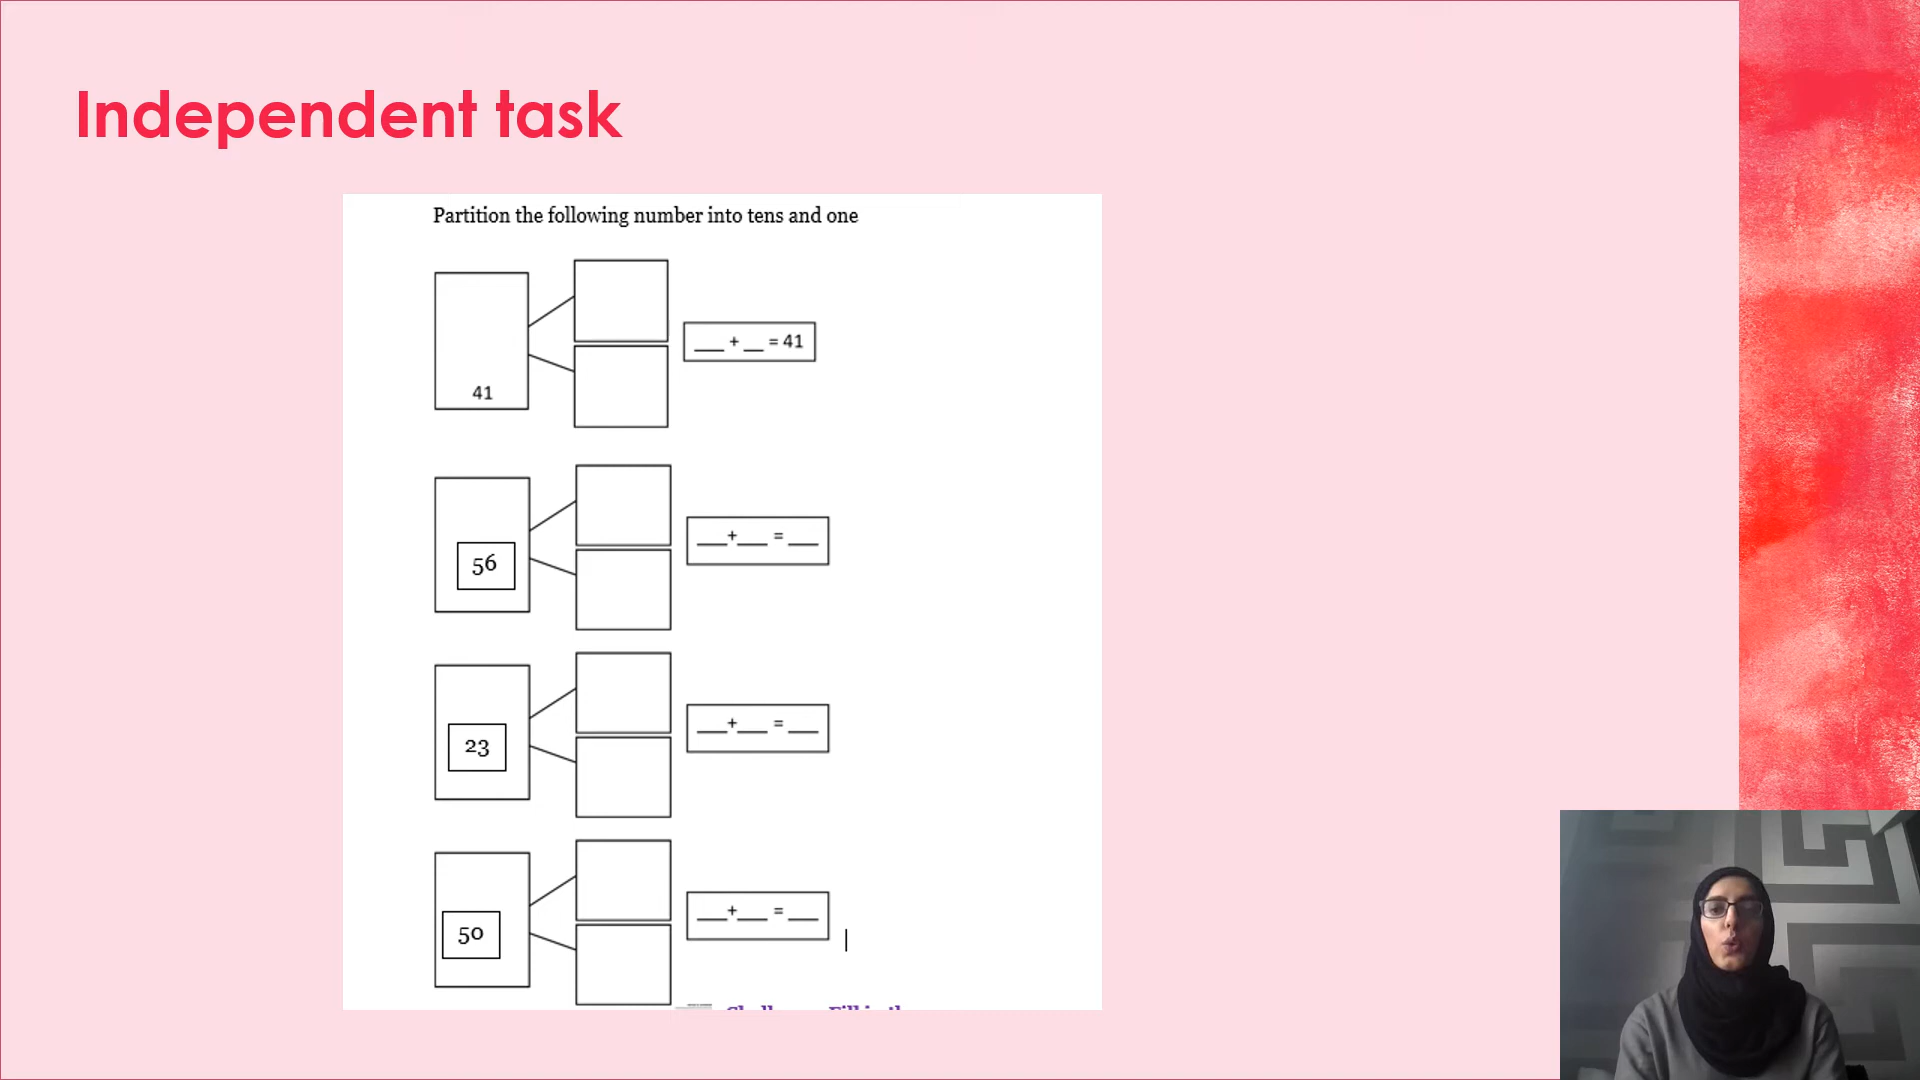 Independent task
Partition the following number into tens and one
41
___ + __ = 41
56
___+___ = ___
23
___+___ = ___
50
___+___ = ___